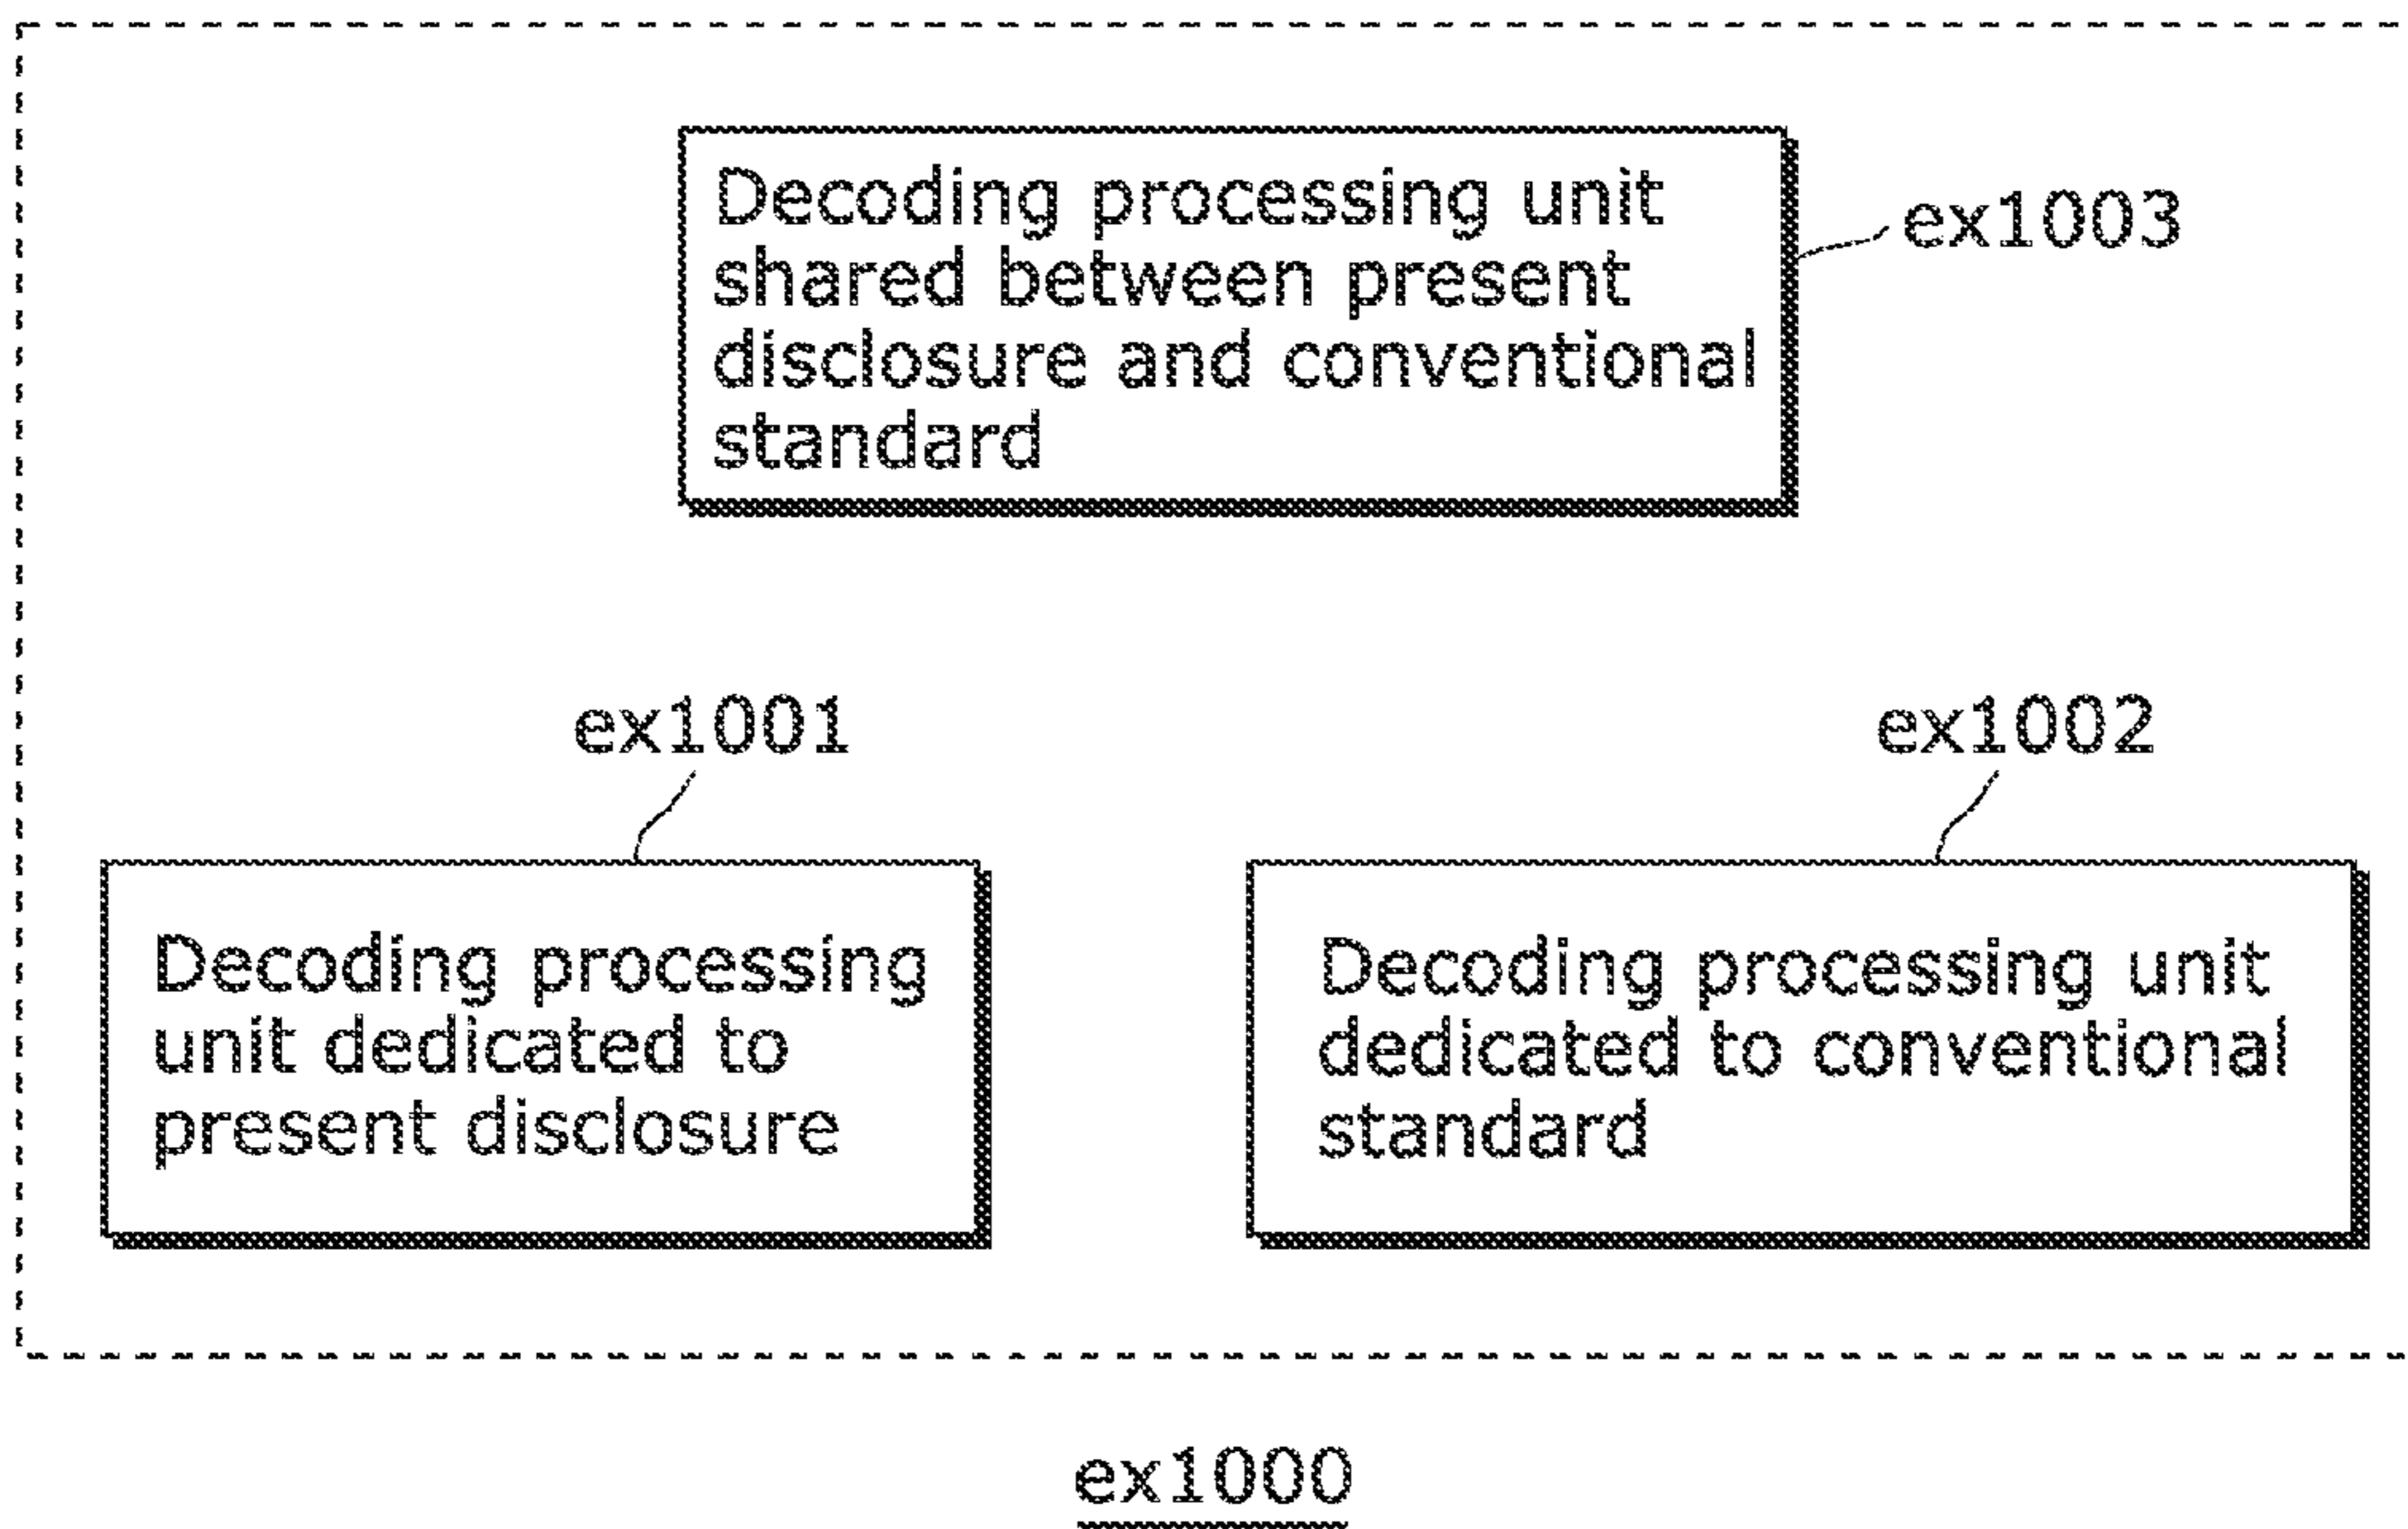 Decoding processing unit
shared between present
disclosure and conventional
standard
ex1003
ex1001
ex1002
Decoding processing
unit dedicated to
present disclosure
Decoding processing unit
dedicated to conventional
standard
ex1000